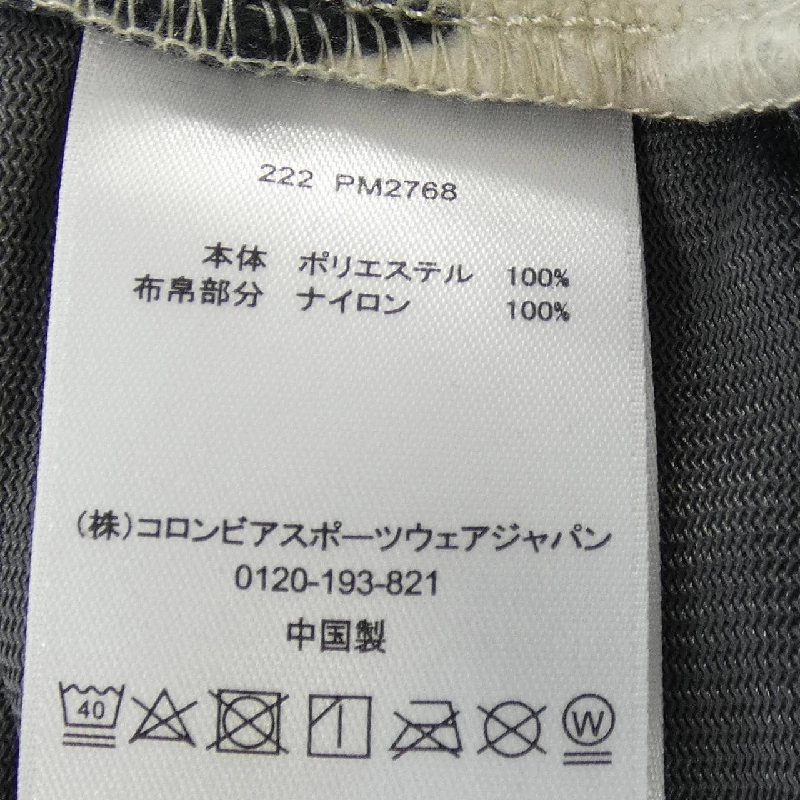 222 PM2768
本体 ポリエステル 100%
布帛部分 ナイロン 100%
(株)コロンビアスポーツウェアジャパン
0120-193-821
中国製
40 W